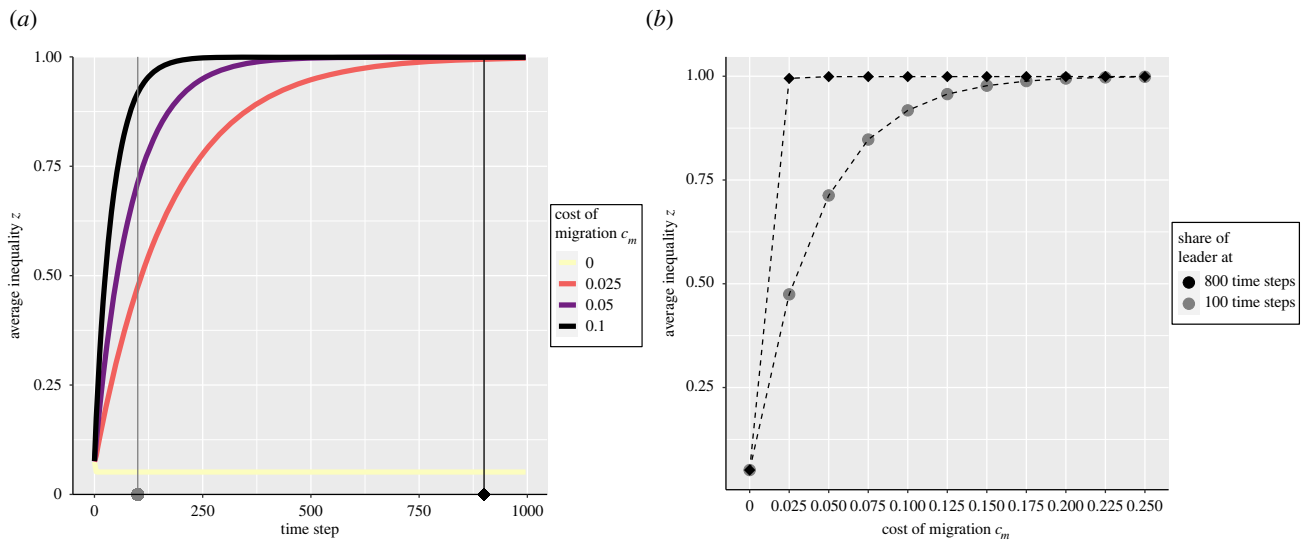 (a)
1.00
0.75
0.50
0.25
0
average inequality z
0 250 500 750 1000
time step
cost of
migration c_m
0
0.025
0.05
0.1
(b)
1.00
0.75
0.50
0.25
average inequality z
0 0.025 0.050 0.075 0.100 0.125 0.150 0.175 0.200 0.225 0.250
cost of migration c_m
share of
leader at
800 time steps
100 time steps